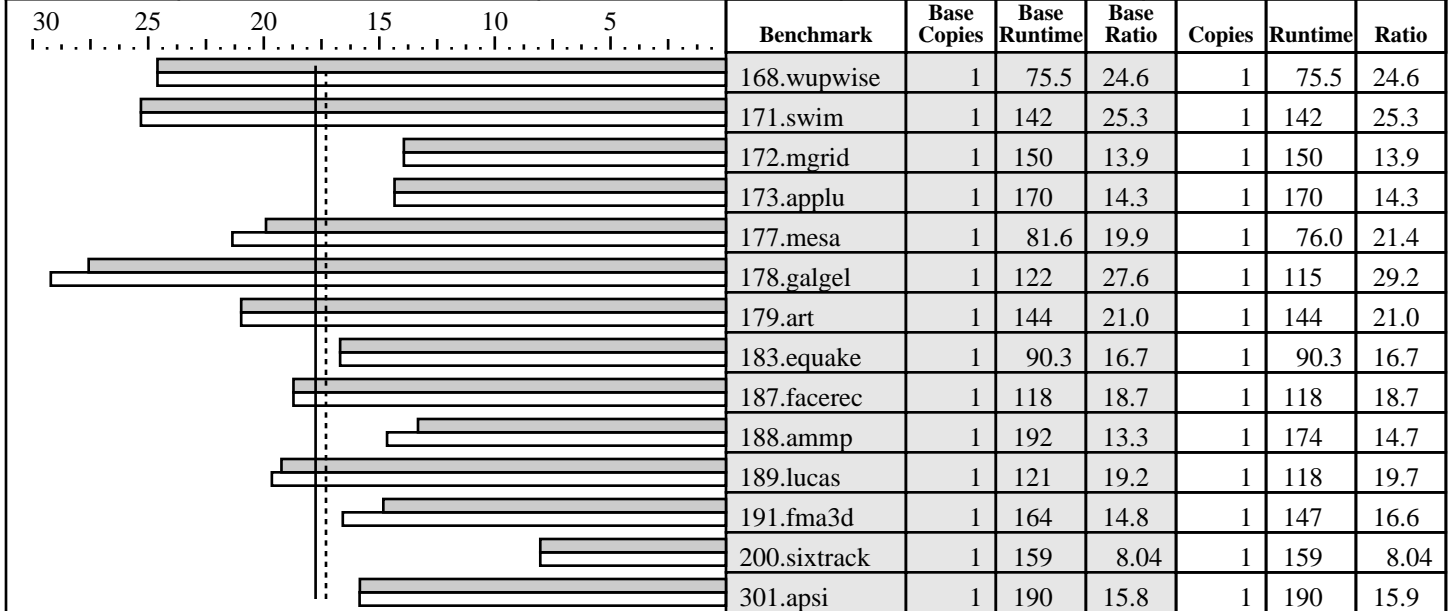 30 25 20 15 10 5
Benchmark Base Copies Base Runtime Base Ratio Copies Runtime Ratio
168.wupwise 1 75.5 24.6 1 75.5 24.6
171.swim 1 142 25.3 1 142 25.3
172.mgrid 1 150 13.9 1 150 13.9
173.applu 1 170 14.3 1 170 14.3
177.mesa 1 81.6 19.9 1 76.0 21.4
178.galgel 1 122 27.6 1 115 29.2
179.art 1 144 21.0 1 144 21.0
183.equake 1 90.3 16.7 1 90.3 16.7
187.facerec 1 118 18.7 1 118 18.7
188.ammp 1 192 13.3 1 174 14.7
189.lucas 1 121 19.2 1 118 19.7
191.fma3d 1 164 14.8 1 147 16.6
200.sixtrack 1 159 8.04 1 159 8.04
301.apsi 1 190 15.8 1 190 15.9